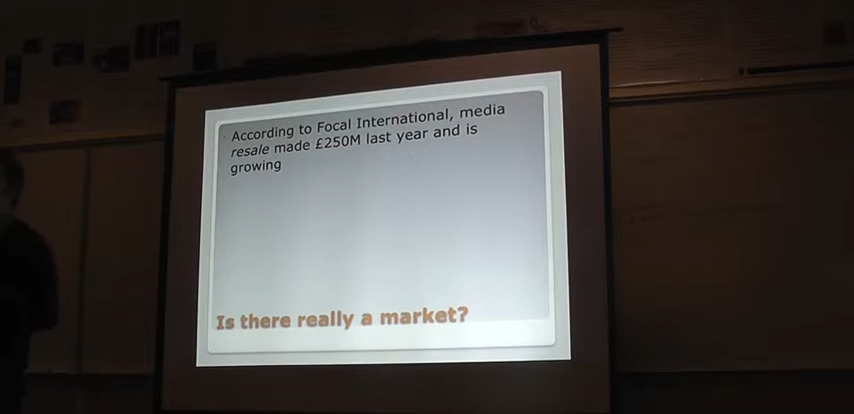 According to Focal International, media
resale made £250M last year and is
growing
Is there really a market?